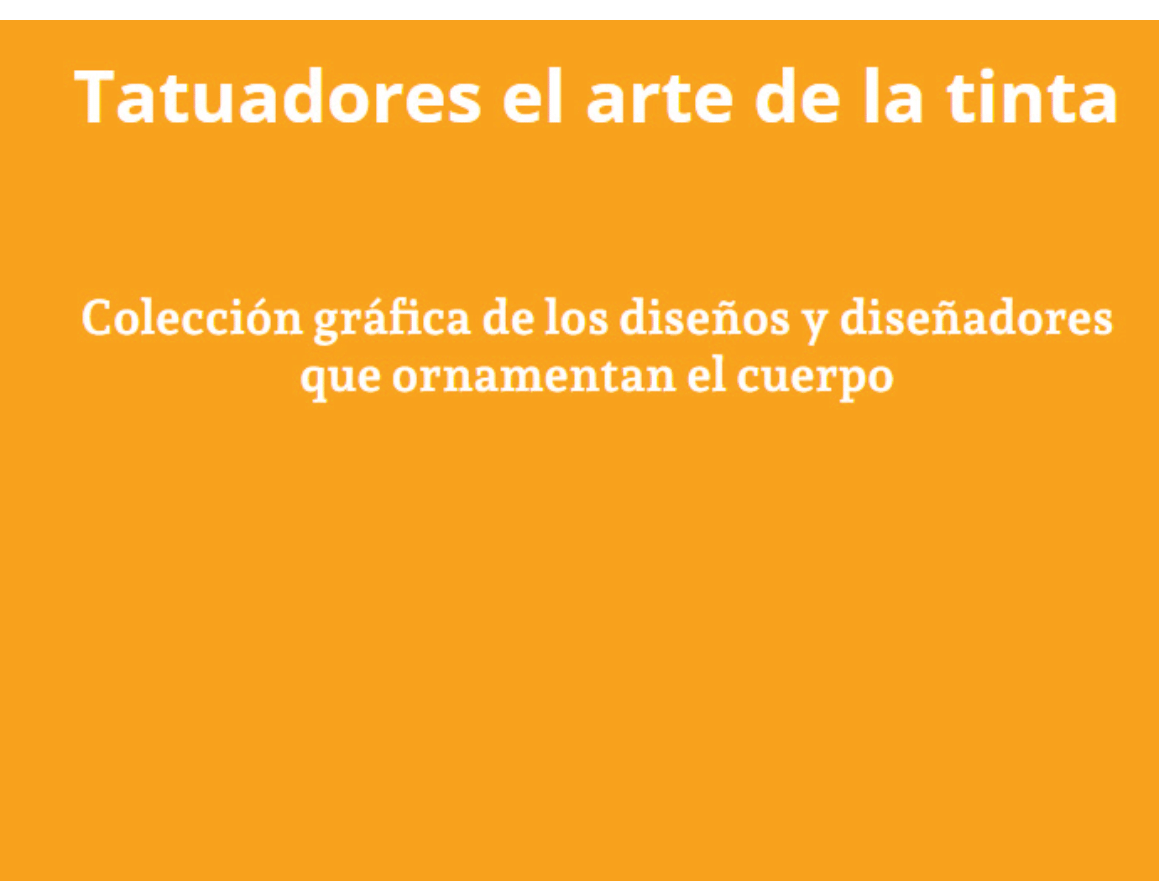 Tatuadores el arte de la tinta
Colección gráfica de los diseños y diseñadores
que ornamentan el cuerpo